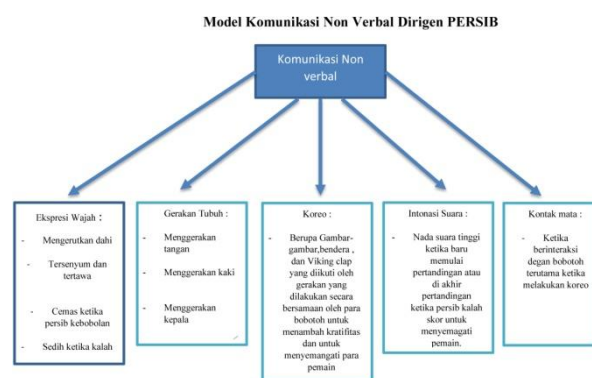 Model Komunikasi Non Verbal Dirigen PERSIB
Komunikasi Non
verbal
Ekspresi Wajah :
- Mengerutkan dahi
- Tersenyum dan
tertawa
- Cemas ketika
persib kebobolan
- Sedih ketika kalah
Gerakan Tubuh :
- Menggerakan
tangan
- Menggerakan kaki
- Menggerakan
kepala
Koreo :
- Berupa Gambar-
gambar,bendera ,
dan Viking clap
yang diikuti oleh
gerakan yang
dilakukan secara
bersamaan oleh para
bobotoh untuk
menambah kratifitas
dan untuk
menyemangati para
pemain
Intonasi Suara :
- Nada suara tinggi
ketika baru
memulai
pertandingan atau
di akhir
pertandingan
ketika persib kalah
skor untuk
menyemagati
pemain.
Kontak mata :
- Ketika
berinteraksi
degan bobotoh
terutama ketika
melakukan koreo